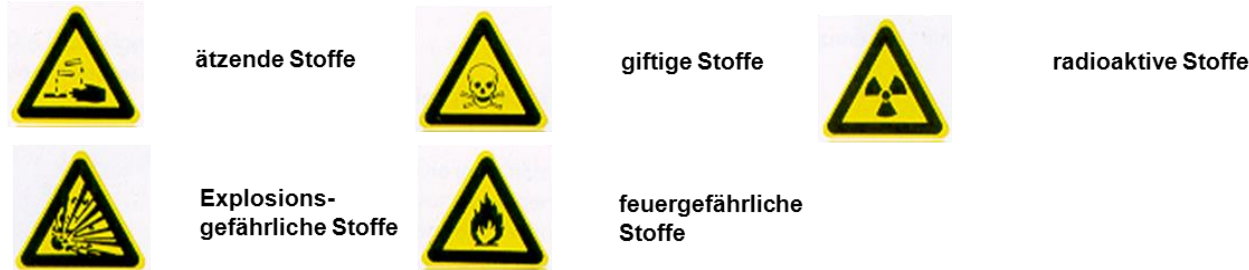 ätzende Stoffe
giftige Stoffe
radioaktive Stoffe
Explosions-
gefährliche Stoffe
feuergefährliche
Stoffe